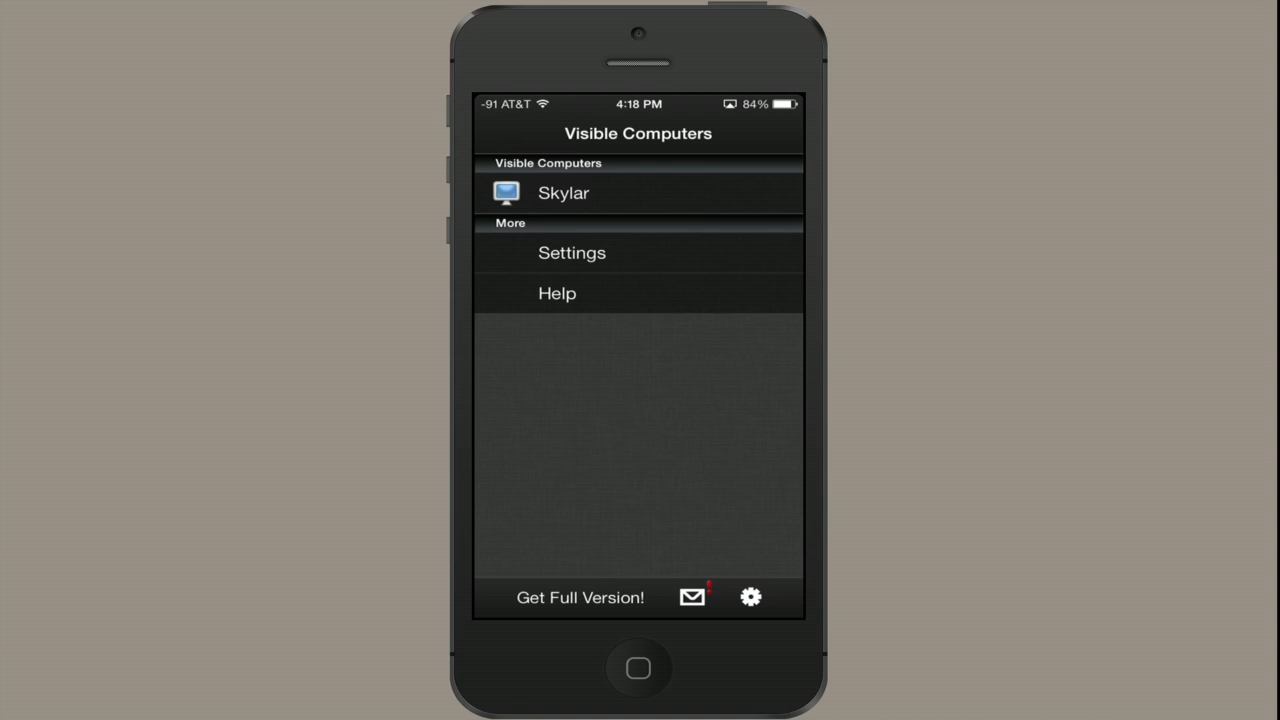 -91 AT&T 4:18 PM 84%
Visible Computers
Visible Computers
Skylar
More
Settings
Help
Get Full Version!